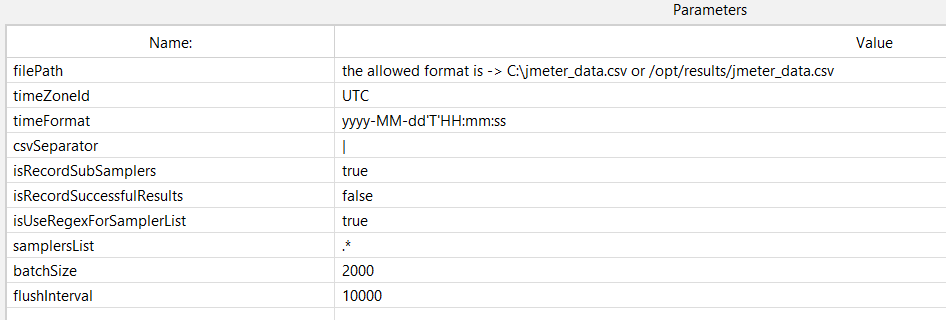 Parameters
Name: Value
filePath the allowed format is -> C:\jmeter_data.csv or /opt/results/jmeter_data.csv
timeZoneId UTC
timeFormat yyyy-MM-dd'T'HH:mm:ss
csvSeparator |
isRecordSubSamplers true
isRecordSuccessfulResults false
isUseRegexForSamplerList true
samplersList .*
batchSize 2000
flushInterval 10000